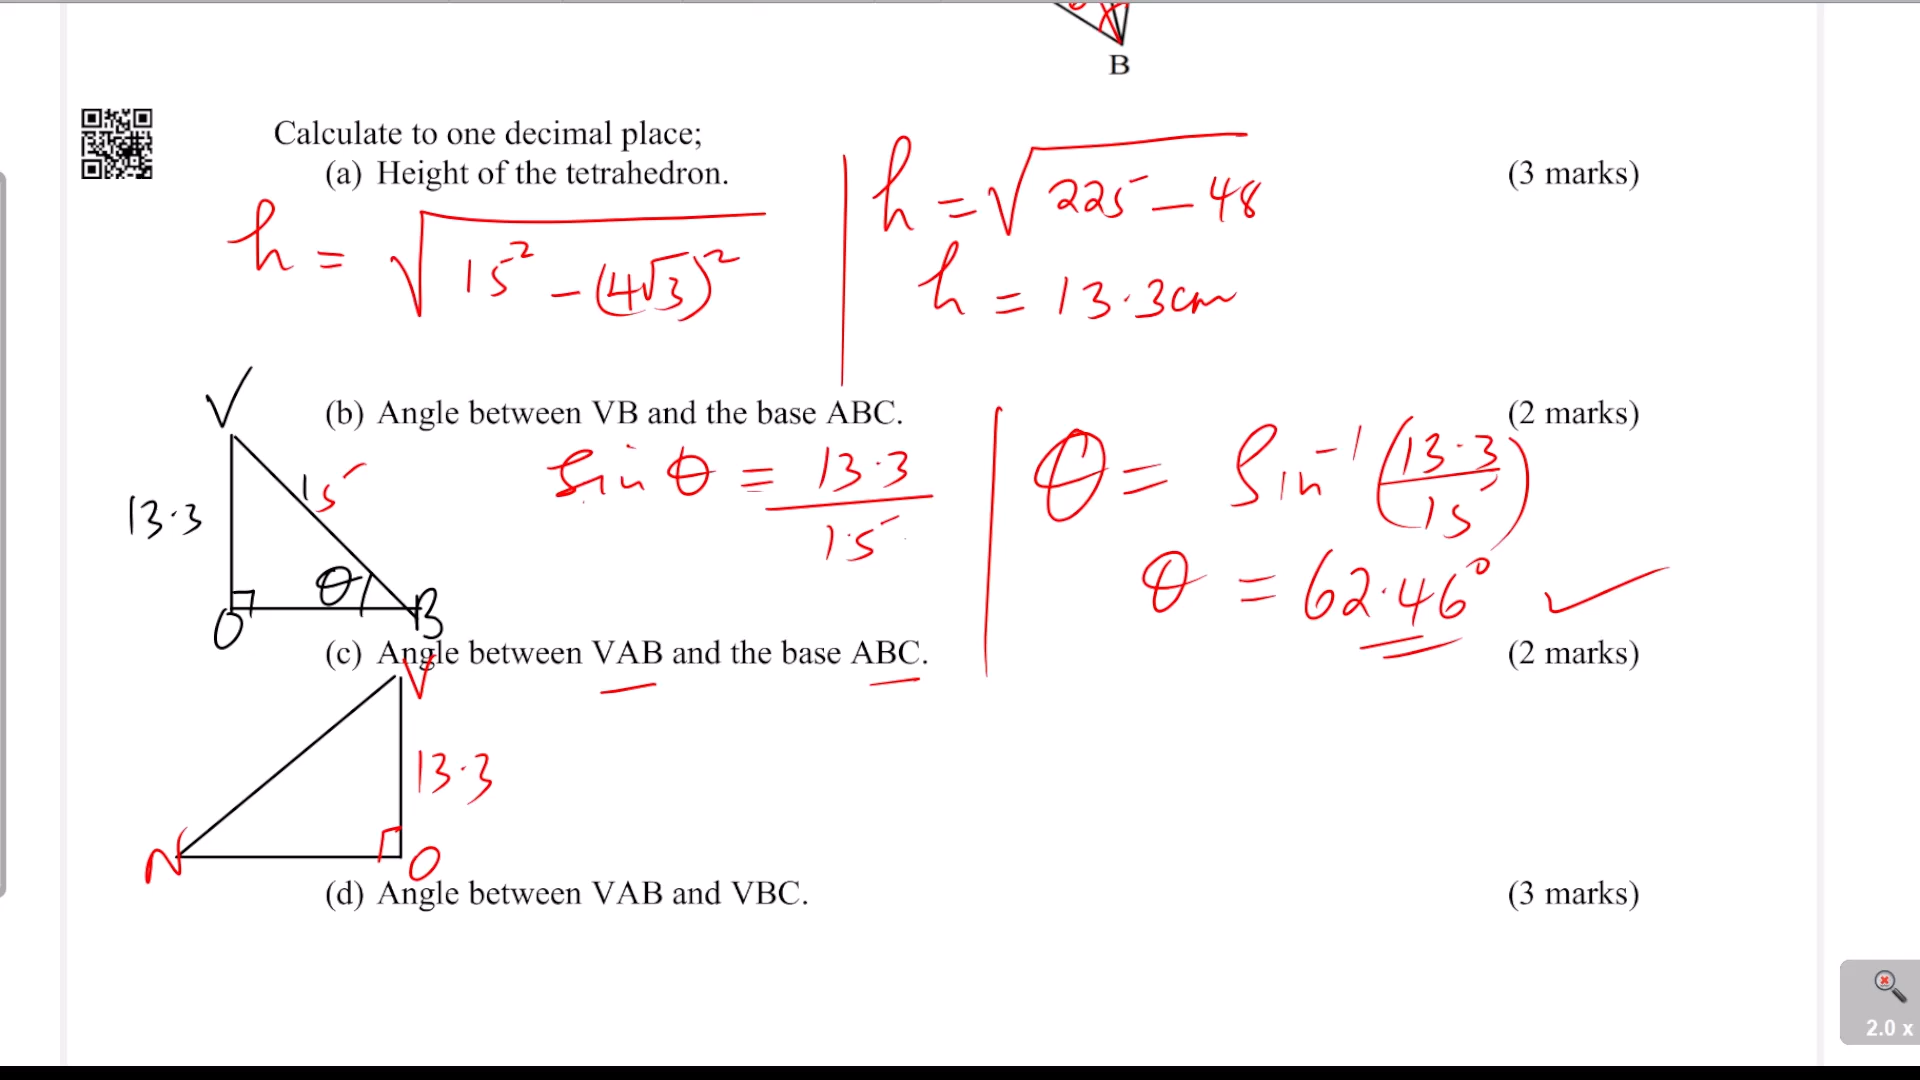 B
Calculate to one decimal place;
(a) Height of the tetrahedron. (3 marks)
h = √(15² – (4√3)²)
h = √(225 – 48)
h = 13.3cm
(b) Angle between VB and the base ABC. (2 marks)
V
13.3
15
θ
O
B
sin θ = 13.3/15
θ = Sin⁻¹(13.3/15)
θ = 62.46°
(c) Angle between VAB and the base ABC. (2 marks)
V
13.3
N
O
(d) Angle between VAB and VBC. (3 marks)
2.0 x